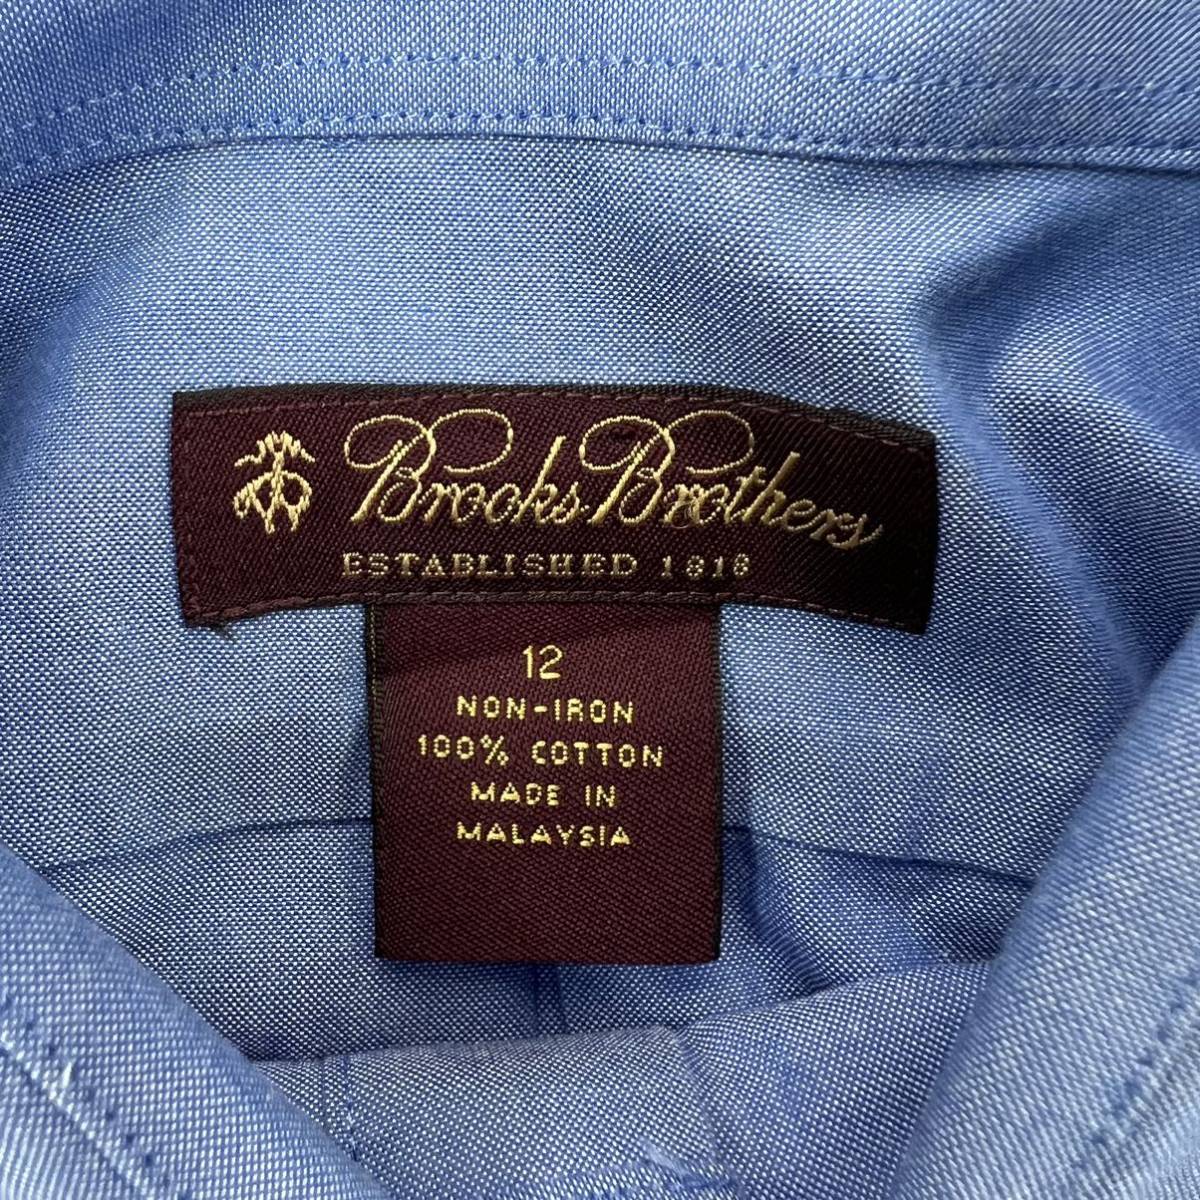 Brooks Brothers
ESTABLISHED 1818
12
NON-IRON
100% COTTON
MADE IN
MALAYSIA